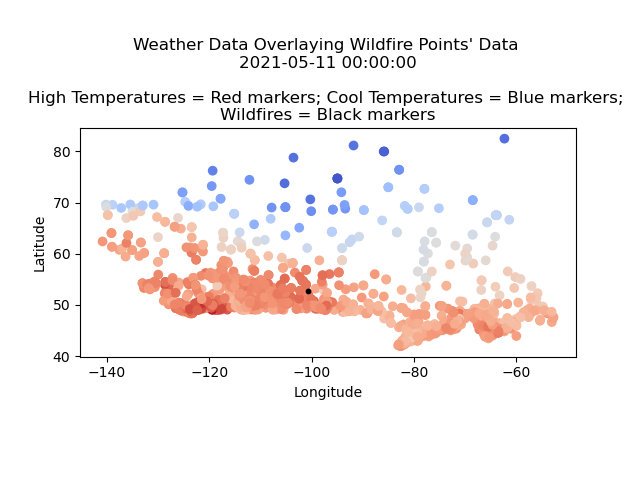 Weather Data Overlaying Wildfire Points' Data
2021-05-11 00:00:00
High Temperatures = Red markers; Cool Temperatures = Blue markers;
Wildfires = Black markers
80
70
60
50
40
Latitude
−140 −120 −100 −80 −60
Longitude